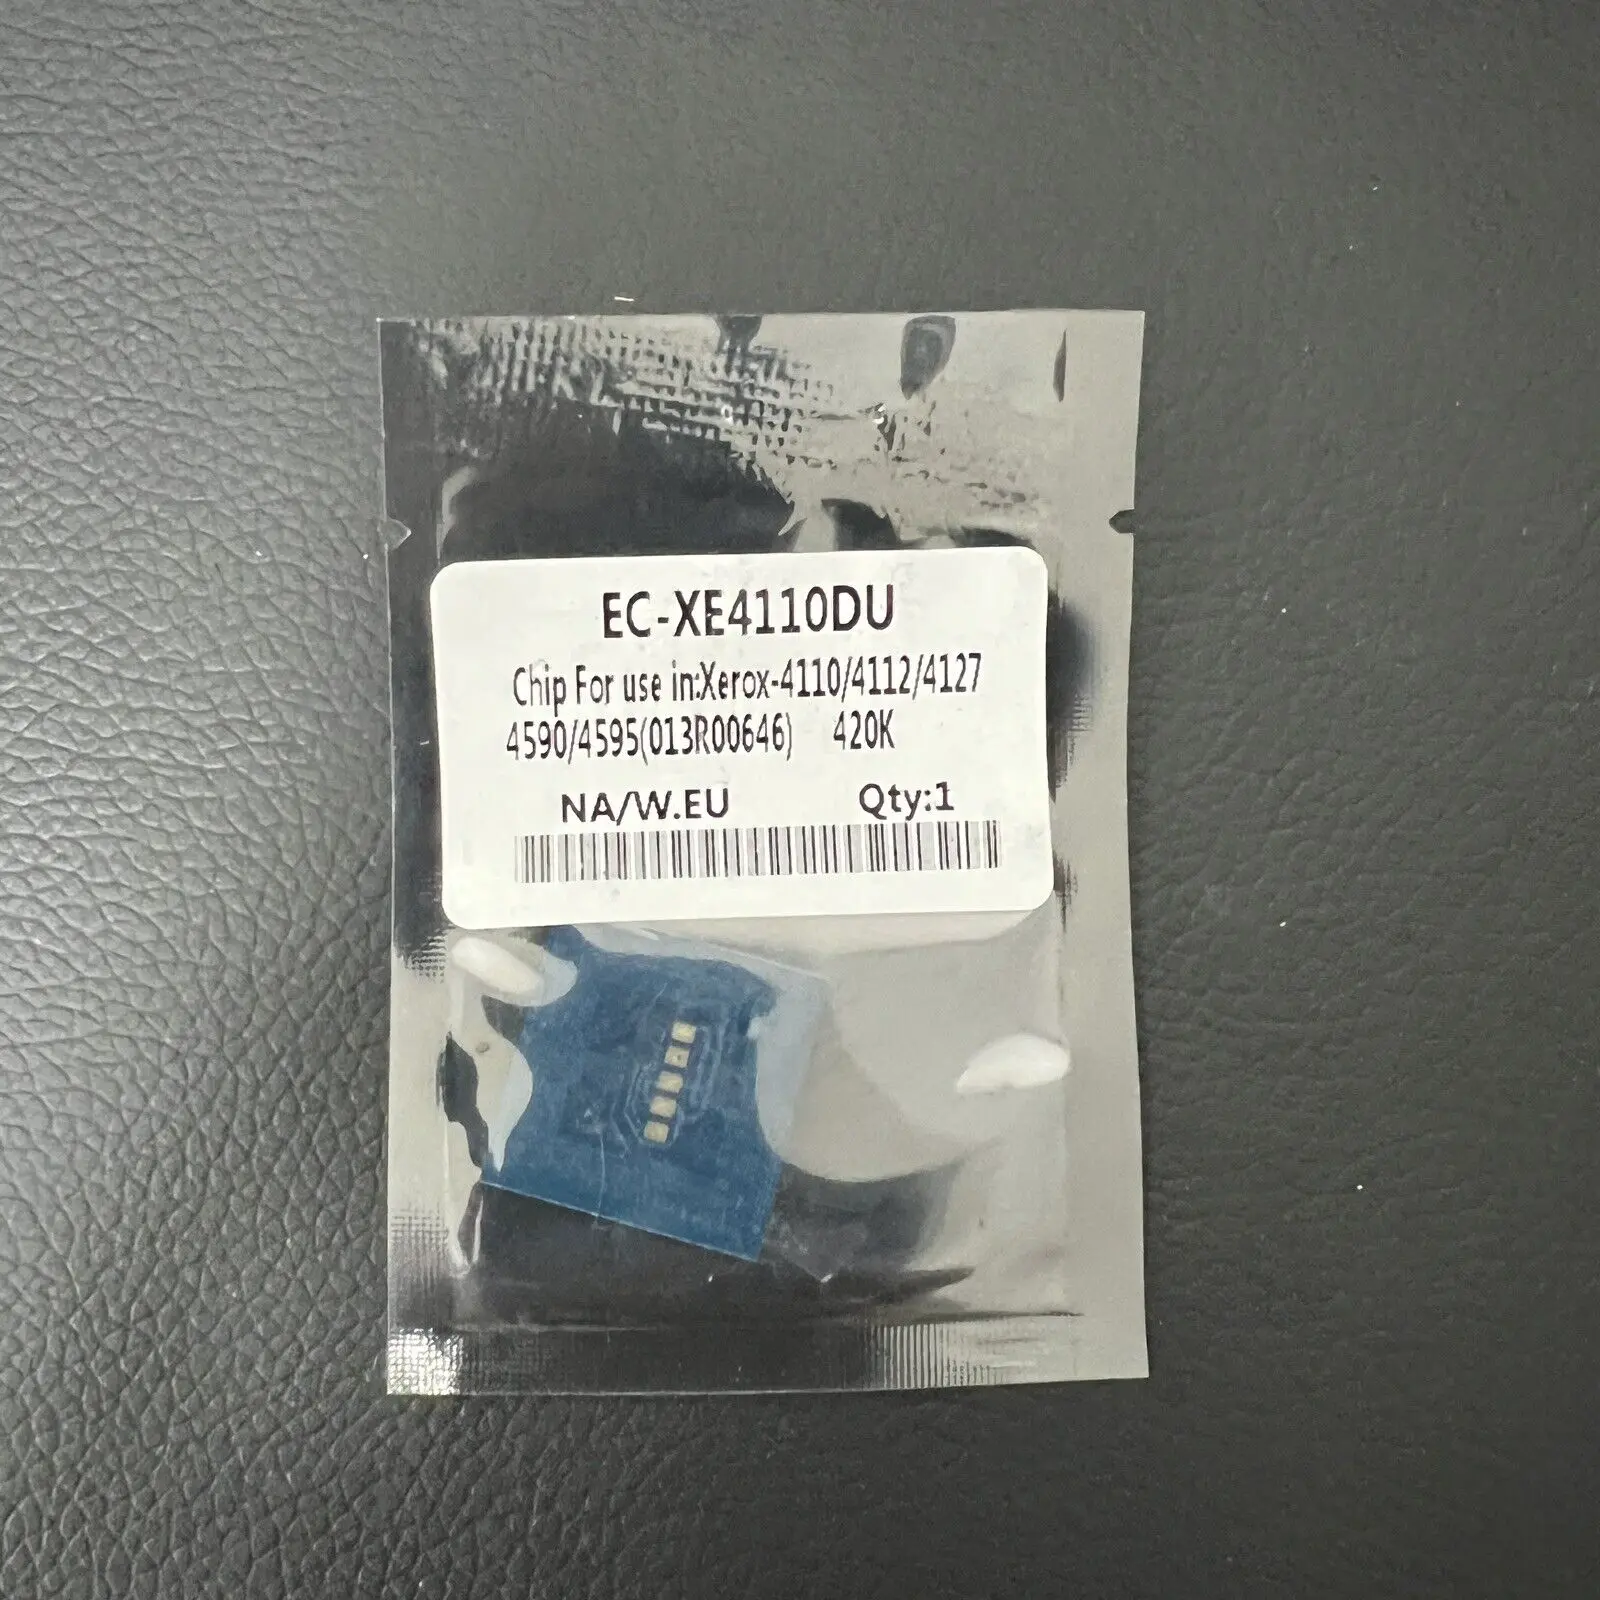 EC-XE4110DU
Chip For use in:Xerox-4110/4112/4127
4590/4595(013R00646) 420K
NA/W.EU Qty:1